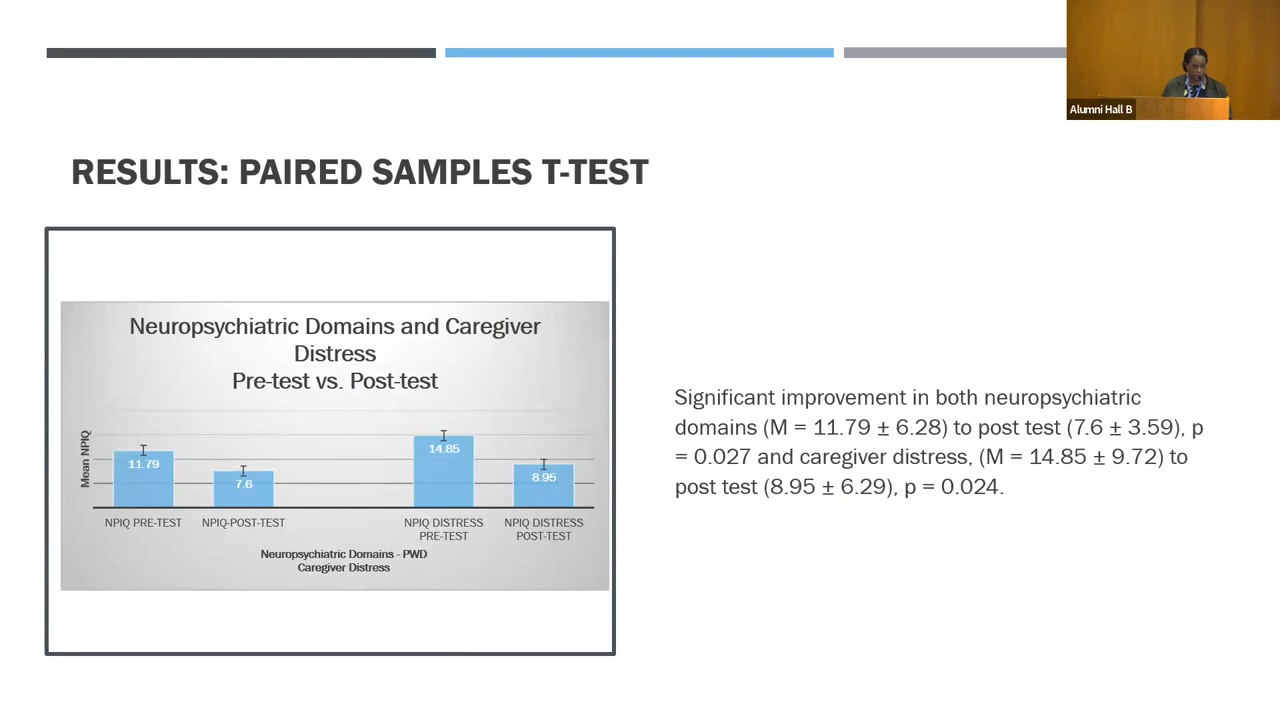 Alumni Hall B
RESULTS: PAIRED SAMPLES T-TEST
Neuropsychiatric Domains and Caregiver
Distress
Pre-test vs. Post-test
Mean NPIQ
11.79
7.6
14.85
8.95
NPIQ PRE-TEST
NPIQ-POST-TEST
NPIQ DISTRESS
PRE-TEST
NPIQ DISTRESS
POST-TEST
Neuropsychiatric Domains - PWD
Caregiver Distress
Significant improvement in both neuropsychiatric
domains (M = 11.79 ± 6.28) to post test (7.6 ± 3.59), p
= 0.027 and caregiver distress, (M = 14.85 ± 9.72) to
post test (8.95 ± 6.29), p = 0.024.